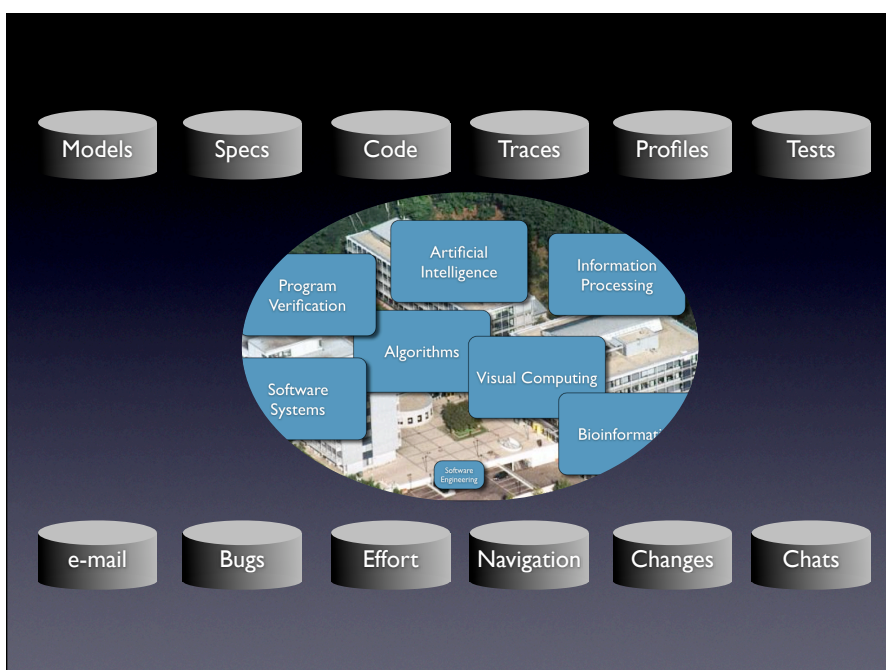 Models
Specs
Code
Traces
Profiles
Tests
Artificial
Intelligence
Information
Processing
Program
Verification
Algorithms
Visual Computing
Software
Systems
Bioinformati
Software
Engineering
e-mail
Bugs
Effort
Navigation
Changes
Chats